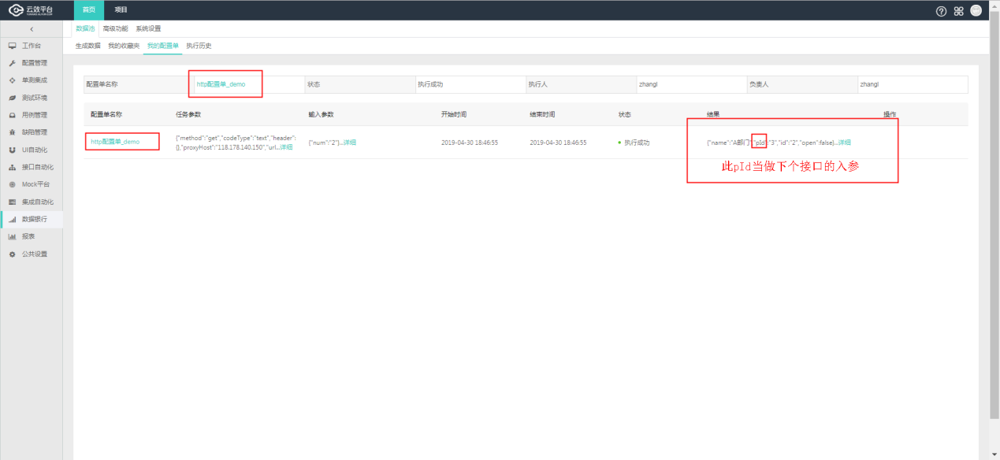 云效平台 首页 项目
数据池 高级功能 系统设置
生成数据 我的收藏夹 我的配置单 执行历史
工作台
配置管理
单测集成
测试环境
用例管理
缺陷管理
UI自动化
接口自动化
Mock平台
集成自动化
数据银行
报表
公共设置
配置单名称 http配置单_demo 状态 执行成功 执行人 zhangl 负责人 zhangl
配置单名称 任务参数 输入参数 开始时间 结束时间 状态 结果 操作
http配置单_demo {"method":"get","codeType":"text","header":
{},"proxyHost":"118.178.140.150","url...详细 {"num":"2"}...详细 2019-04-30 18:46:55 2019-04-30 18:46:55 执行成功 {"name":"A部门","pId":"3","id":"2","open":false}...详细
此pId当做下个接口的入参